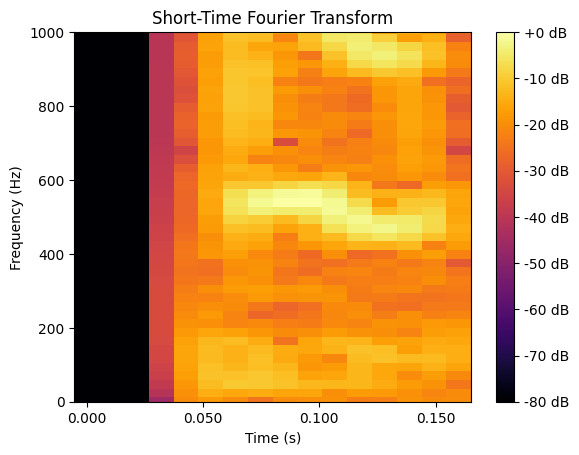 Short-Time Fourier Transform
Frequency (Hz)
1000
800
600
400
200
0
0.000
0.050
0.100
0.150
Time (s)
+0 dB
-10 dB
-20 dB
-30 dB
-40 dB
-50 dB
-60 dB
-70 dB
-80 dB